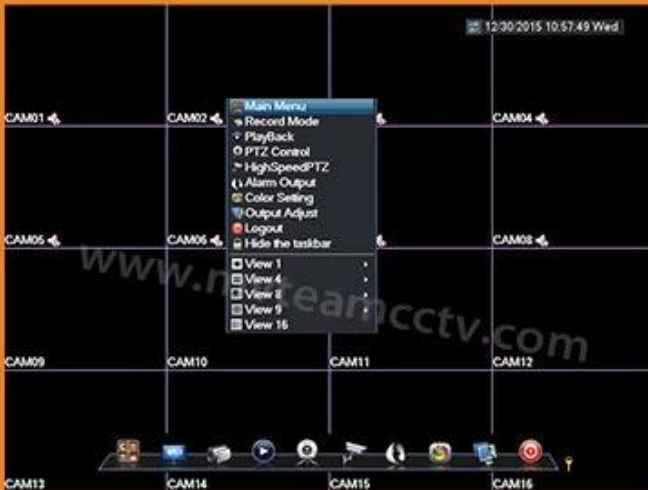 12/30/2015 10:57:49 Wed
CAM01
CAM02
CAM04
Main Menu
Record Mode
PlayBack
PTZ Control
HighSpeedPTZ
Alarm Output
Color Setting
Output Adjust
Logout
Hide the taskbar
View 1
View 4
View 8
View 9
View 16
CAM05
CAM06
CAM08
CAM09
CAM10
CAM11
CAM12
CAM13
CAM14
CAM15
CAM16